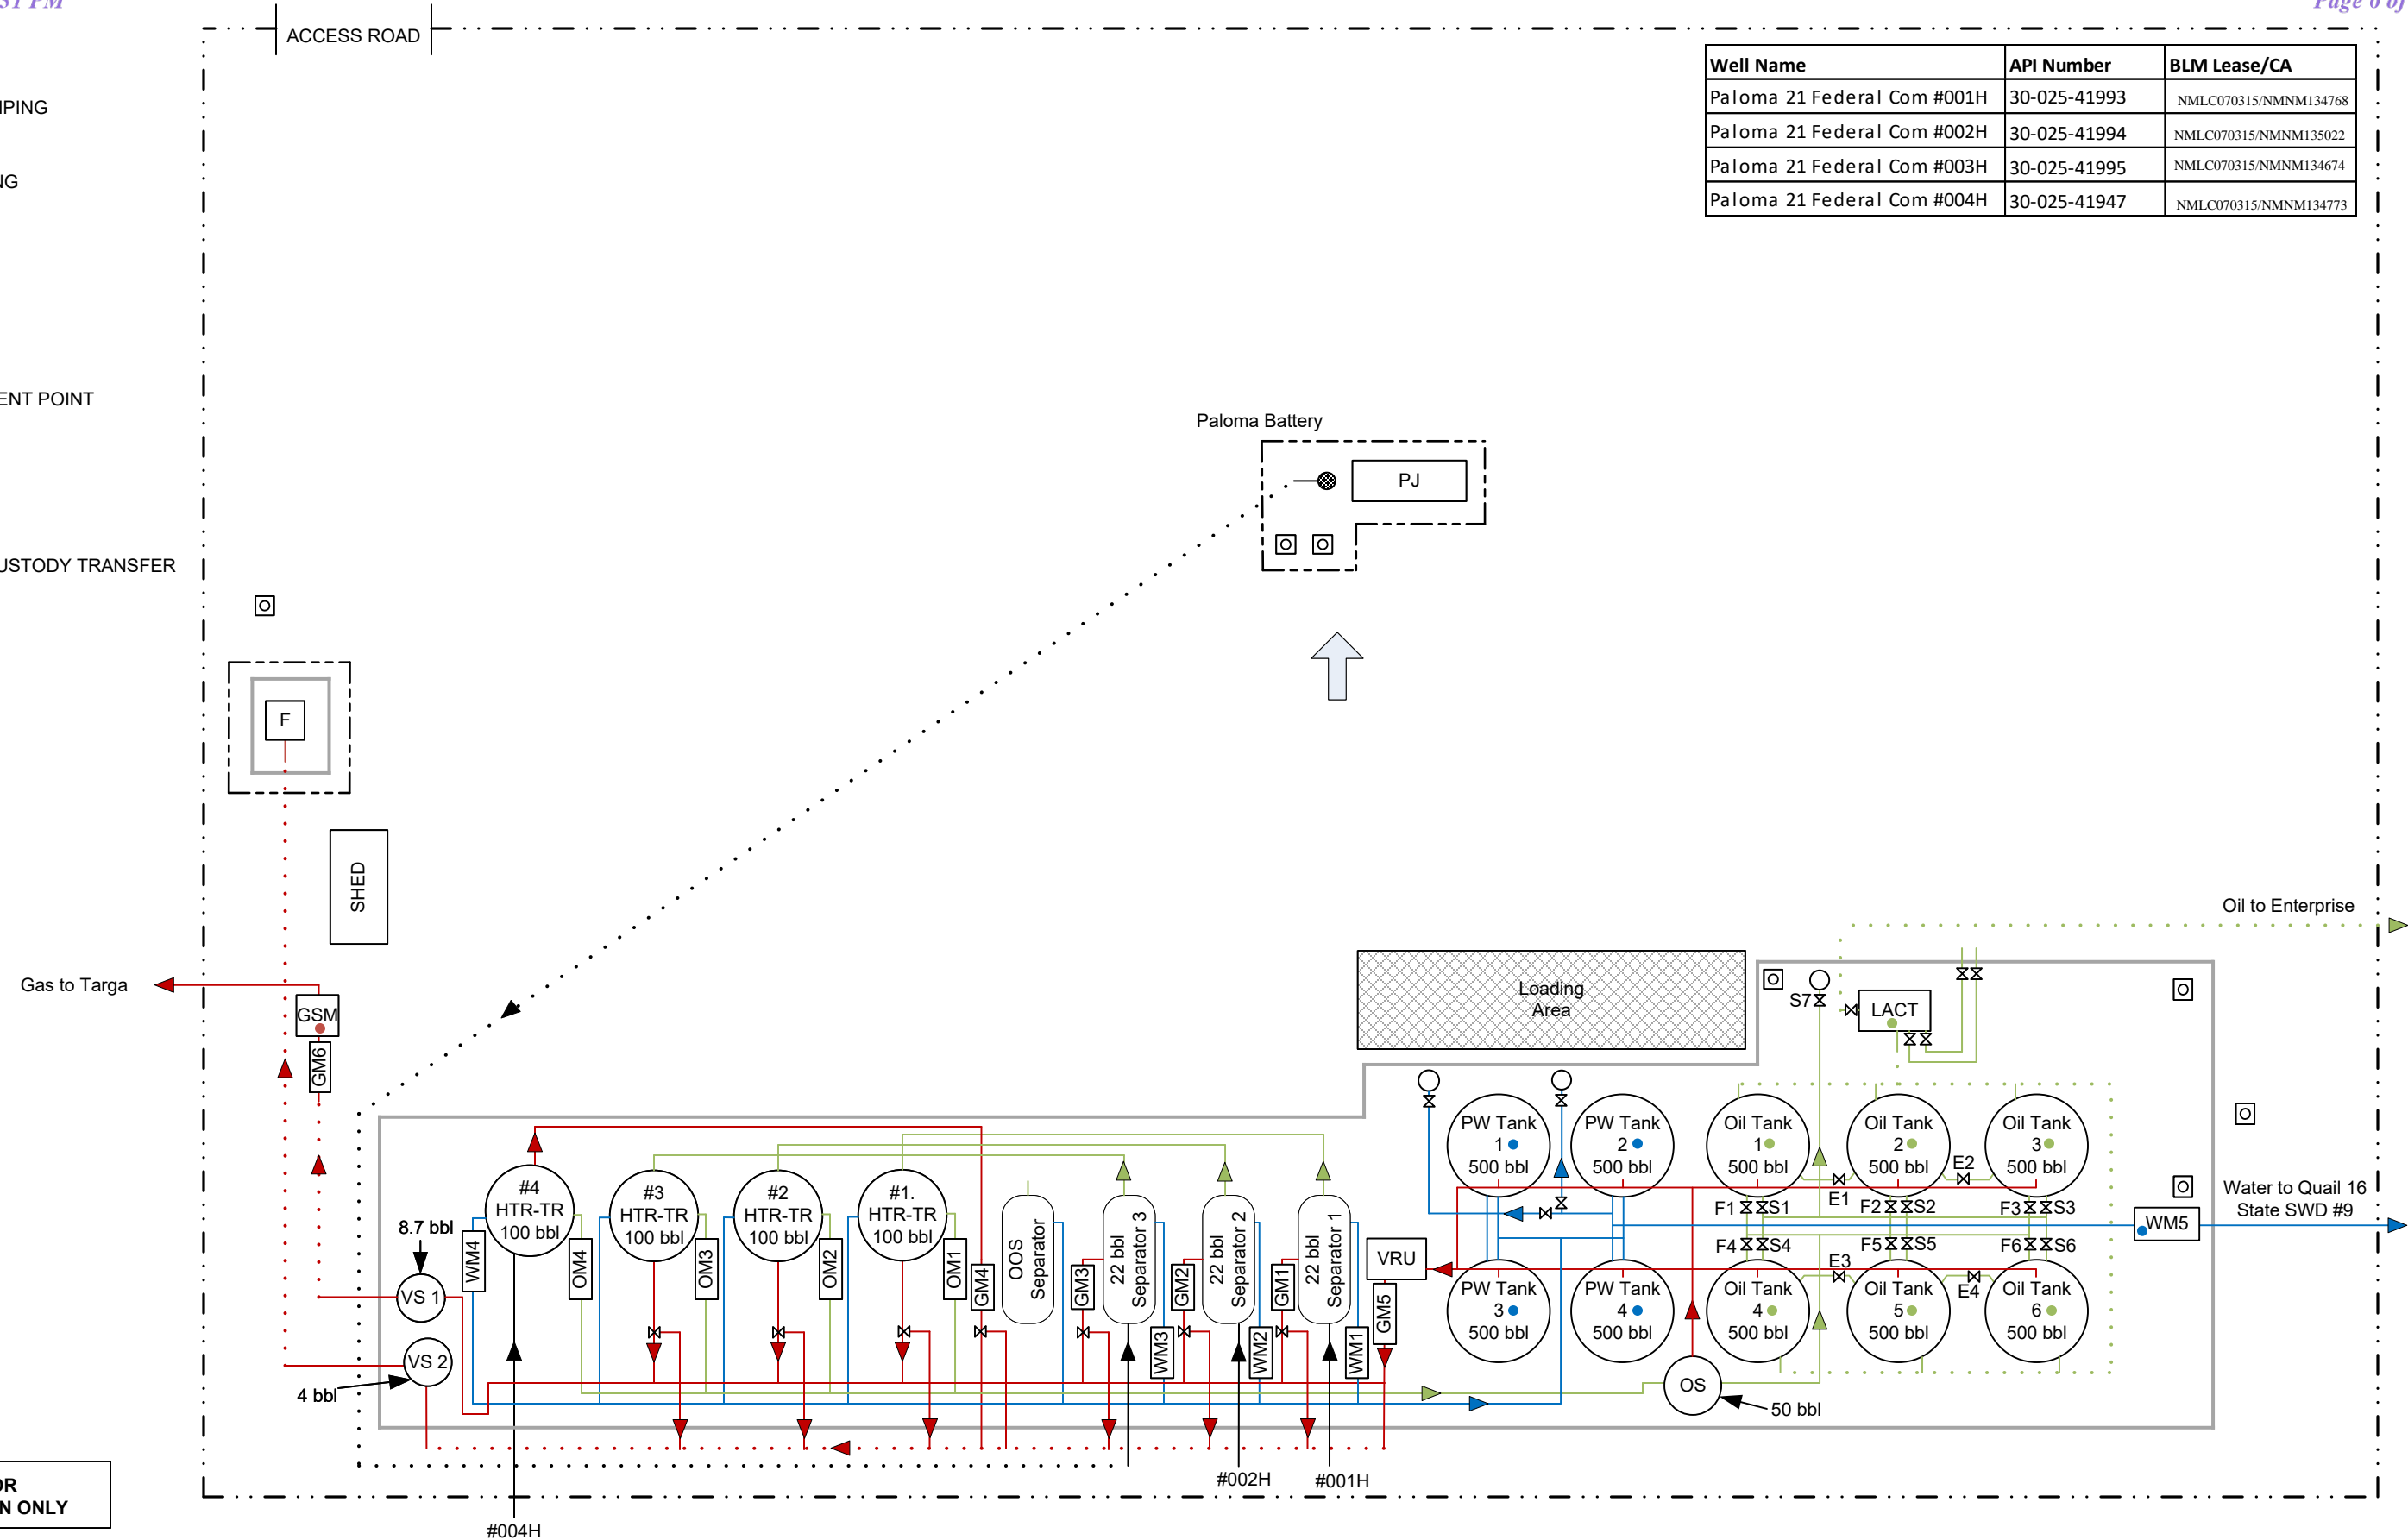 31 PM
Page 6 of
ACCESS ROAD
Well Name API Number BLM Lease/CA
Paloma 21 Federal Com #001H 30-025-41993 NMLC070315/NMNM134768
Paloma 21 Federal Com #002H 30-025-41994 NMLC070315/NMNM135022
Paloma 21 Federal Com #003H 30-025-41995 NMLC070315/NMNM134674
Paloma 21 Federal Com #004H 30-025-41947 NMLC070315/NMNM134773
ENT POINT
USTODY TRANSFER
Paloma Battery
PJ
F
SHED
Gas to Targa
GSM
GM6
Oil to Enterprise
Loading
Area
S7
LACT
PW Tank
1
500 bbl
PW Tank
2
500 bbl
Oil Tank
1
500 bbl
Oil Tank
2
500 bbl
Oil Tank
3
500 bbl
E1
E2
F1 S1
F2 S2
F3 S3
F4 S4
F5 S5
F6 S6
E3
E4
PW Tank
3
500 bbl
PW Tank
4
500 bbl
Oil Tank
4
500 bbl
Oil Tank
5
500 bbl
Oil Tank
6
500 bbl
Water to Quail 16
State SWD #9
WM5
OS
50 bbl
VRU
GM5
#4
HTR-TR
100 bbl
#3
HTR-TR
100 bbl
#2
HTR-TR
100 bbl
#1.
HTR-TR
100 bbl
WM4
OM4
OM3
OM2
OM1
GM4
OOS
Separator
GM3
22 bbl
Separator 3
WM3
GM2
22 bbl
Separator 2
WM2
GM1
22 bbl
Separator 1
WM1
8.7 bbl
VS 1
VS 2
4 bbl
#002H
#001H
#004H
OR
N ONLY